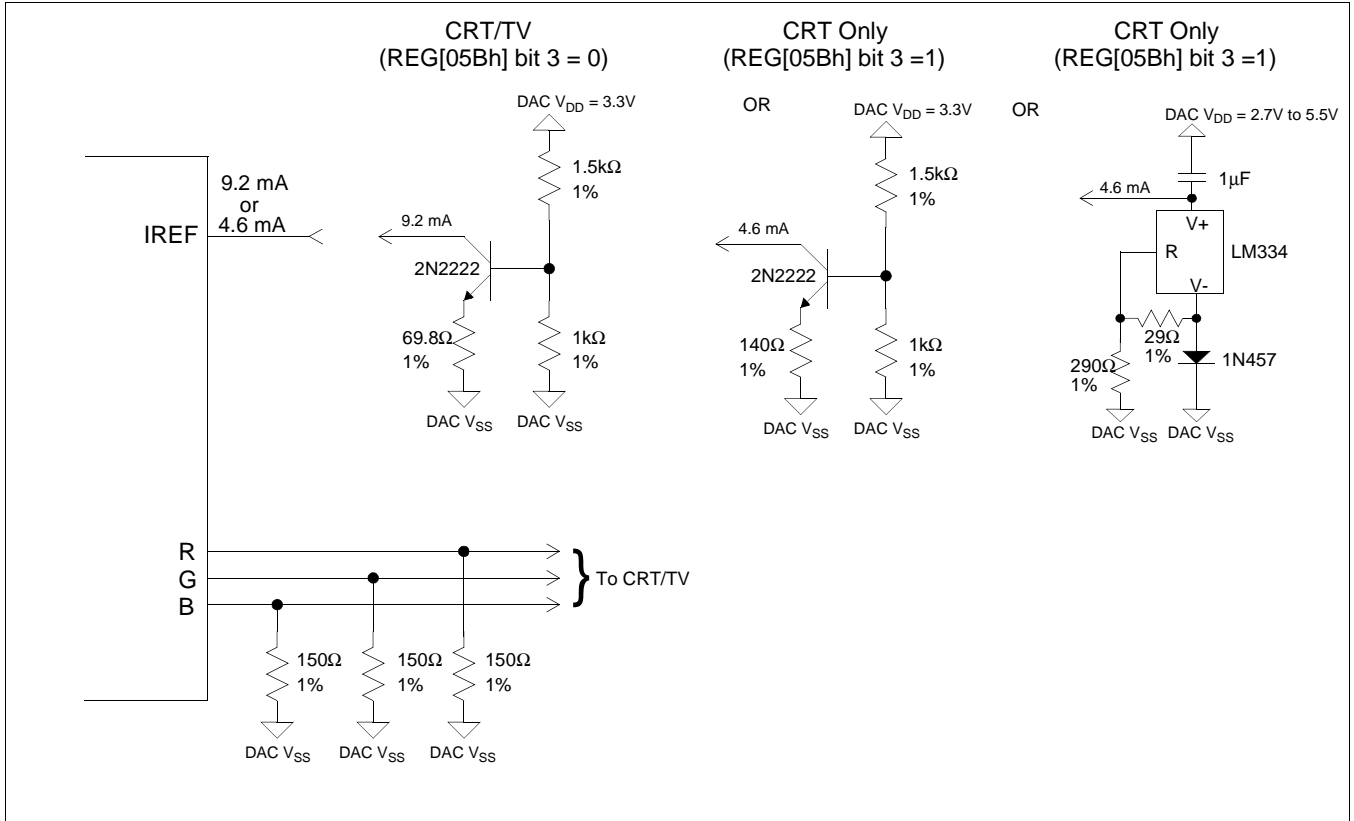 CRT/TV
(REG[05Bh] bit 3 = 0)
CRT Only
(REG[05Bh] bit 3 =1)
CRT Only
(REG[05Bh] bit 3 =1)
DAC VDD = 3.3V
OR
DAC VDD = 3.3V
OR
DAC VDD = 2.7V to 5.5V
1.5kΩ
1%
1.5kΩ
1%
1μF
9.2 mA
or
4.6 mA
IREF
9.2 mA
4.6 mA
4.6 mA
V+
R
LM334
V-
2N2222
2N2222
69.8Ω
1%
1kΩ
1%
140Ω
1%
1kΩ
1%
29Ω
1%
290Ω
1%
1N457
DAC VSS
DAC VSS
DAC VSS
DAC VSS
DAC VSS
DAC VSS
R
G
B
} To CRT/TV
150Ω
1%
150Ω
1%
150Ω
1%
DAC VSS
DAC VSS
DAC VSS